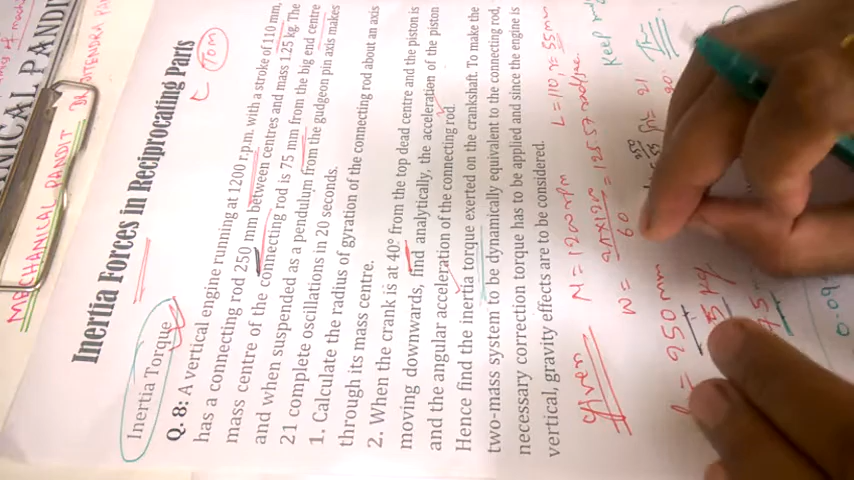 MECHANICAL PANDIT
Inertia Forces in Reciprocating Parts
Inertia Torque
TOM
Q. 8: A vertical engine running at 1200 r.p.m. with a stroke of 110 mm,
has a connecting rod 250 mm between centres and mass 1.25 kg. The
mass centre of the connecting rod is 75 mm from the big end centre
and when suspended as a pendulum from the gudgeon pin axis makes
21 complete oscillations in 20 seconds.
1. Calculate the radius of gyration of the connecting rod about an axis
through its mass centre.
2. When the crank is at 40° from the top dead centre and the piston is
moving downwards, find analytically, the acceleration of the piston
and the angular acceleration of the connecting rod.
Hence find the inertia torque exerted on the crankshaft. To make the
two-mass system to be dynamically equivalent to the connecting rod,
necessary correction torque has to be applied and since the engine is
vertical, gravity effects are to be considered.
Given N = 1200 rpm L = 110, r = 55 mm
60
l = 250 mm